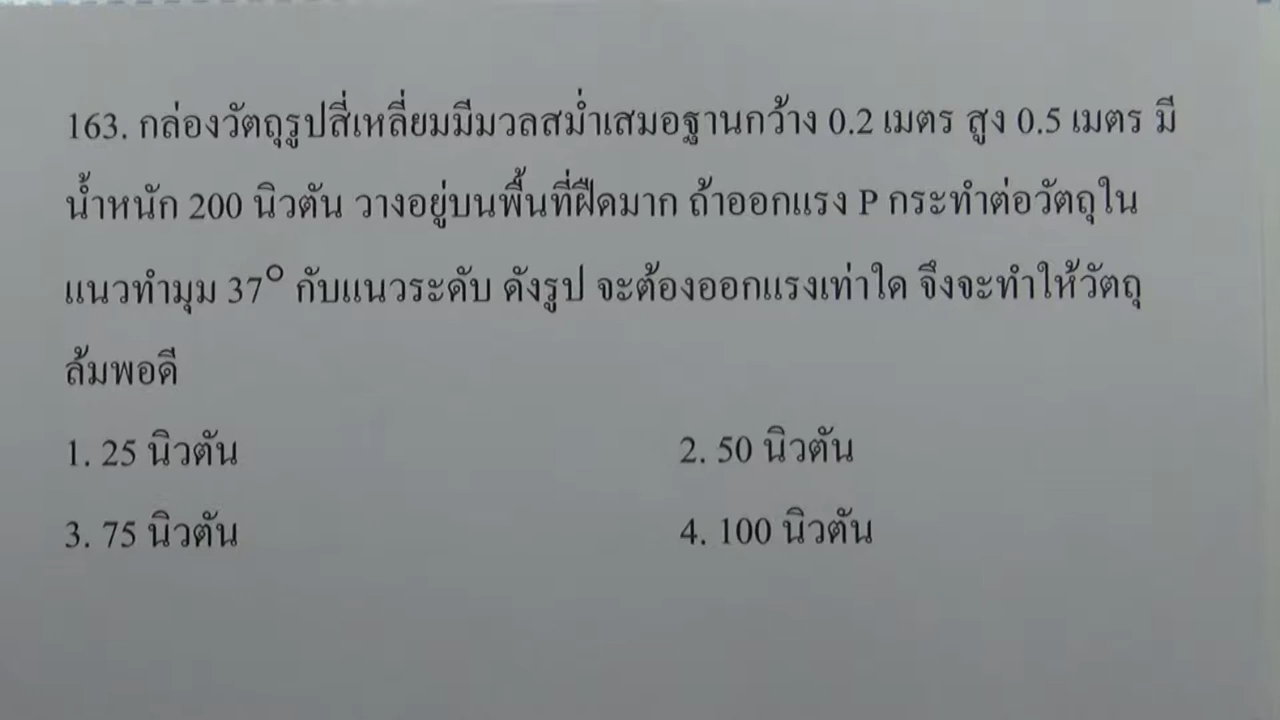 163. กล่องวัตถุรูปสี่เหลี่ยมมีมวลสม่ำเสมอฐานกว้าง 0.2 เมตร สูง 0.5 เมตร มี
น้ำหนัก 200 นิวตัน วางอยู่บนพื้นที่ฝืดมาก ถ้าออกแรง P กระทำต่อวัตถุใน
แนวทำมุม 37° กับแนวระดับ ดังรูป จะต้องออกแรงเท่าใด จึงจะทำให้วัตถุ
ล้มพอดี
1. 25 นิวตัน 2. 50 นิวตัน
3. 75 นิวตัน 4. 100 นิวตัน